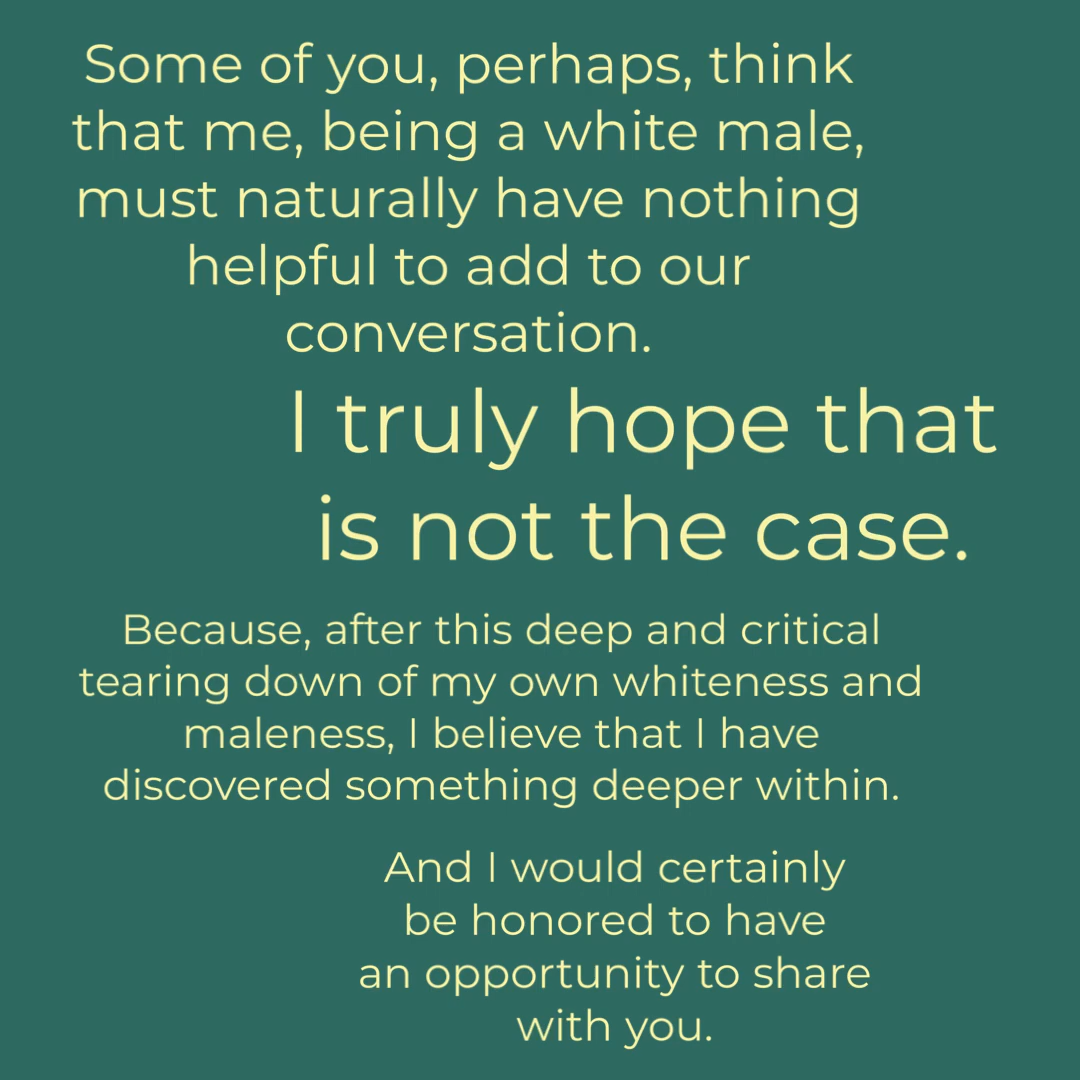 Some of you, perhaps, think
that me, being a white male,
must naturally have nothing
helpful to add to our
conversation.
I truly hope that
is not the case.
Because, after this deep and critical
tearing down of my own whiteness and
maleness, I believe that I have
discovered something deeper within.
And I would certainly
be honored to have
an opportunity to share
with you.